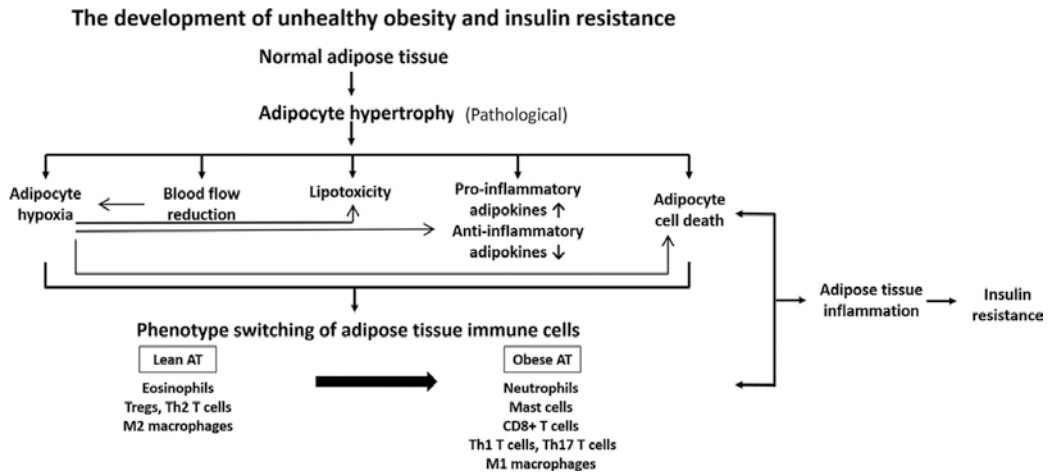 The development of unhealthy obesity and insulin resistance
Normal adipose tissue
Adipocyte hypertrophy (Pathological)
Adipocyte
hypoxia
Blood flow
reduction
Lipotoxicity
Pro-inflammatory
adipokines ↑
Anti-inflammatory
adipokines ↓
Adipocyte
cell death
Adipose tissue
inflammation
Insulin
resistance
Phenotype switching of adipose tissue immune cells
Lean AT
Eosinophils
Tregs, Th2 T cells
M2 macrophages
Obese AT
Neutrophils
Mast cells
CD8+ T cells
Th1 T cells, Th17 T cells
M1 macrophages